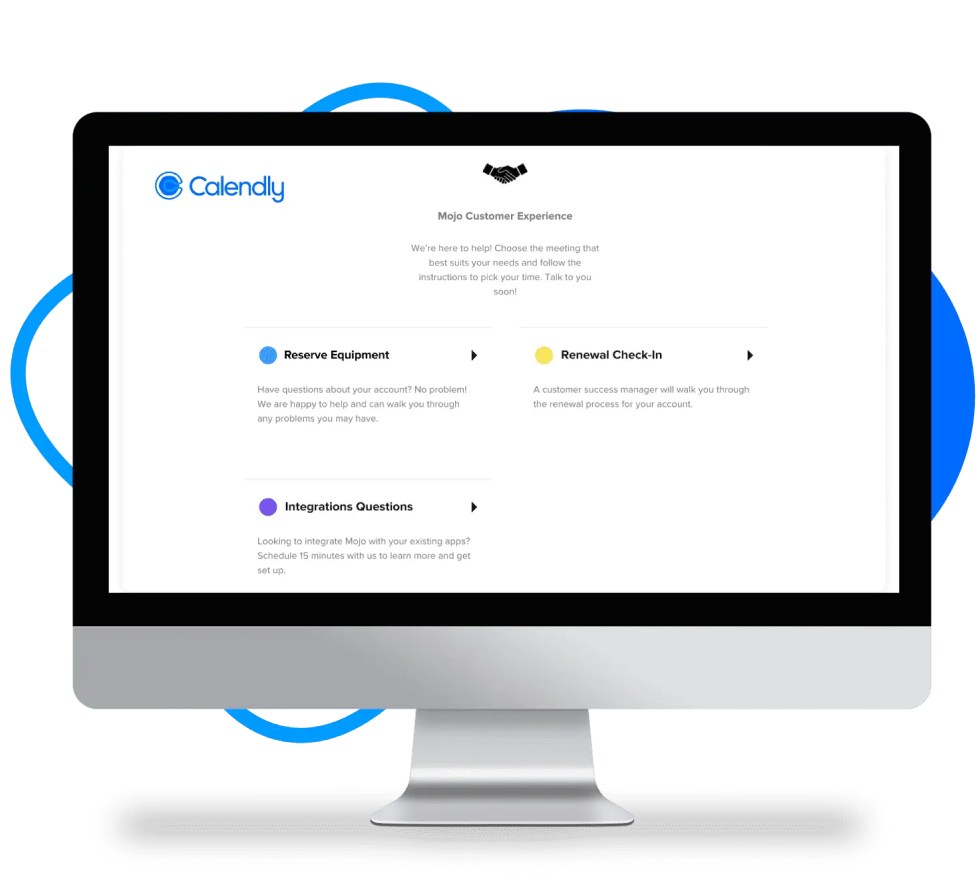 Calendly
Mojo Customer Experience
We're here to help! Choose the meeting that
best suits your needs and follow the
instructions to pick your time. Talk to you
soon!
Reserve Equipment
Have questions about your account? No problem!
We are happy to help and can walk you through
any problems you may have.
Renewal Check-In
A customer success manager will walk you through
the renewal process for your account.
Integrations Questions
Looking to integrate Mojo with your existing apps?
Schedule 15 minutes with us to learn more and get
set up.